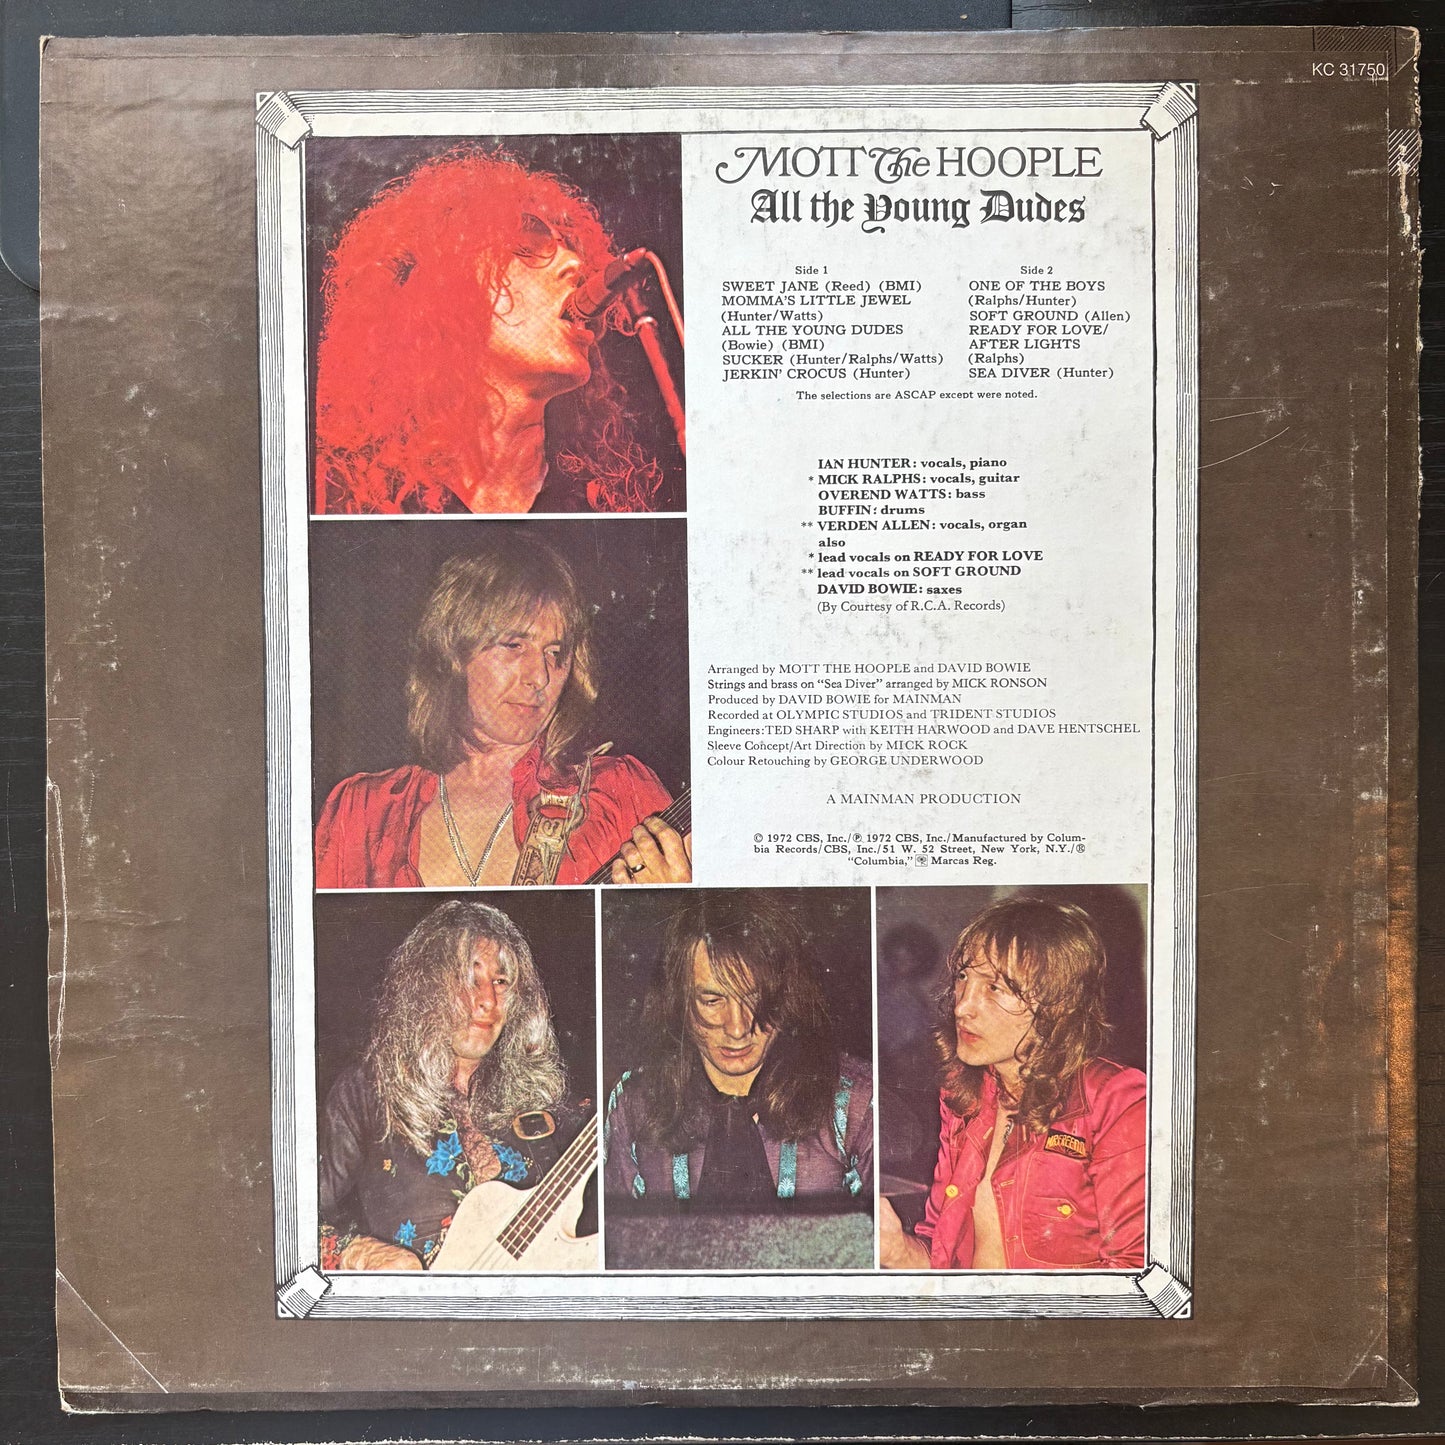 KC 31750
MOTT The HOOPLE
All the Young Dudes
Side 1
SWEET JANE (Reed) (BMI)
MOMMA'S LITTLE JEWEL
(Hunter/Watts)
ALL THE YOUNG DUDES
(Bowie) (BMI)
SUCKER (Hunter/Ralphs/Watts)
JERKIN' CROCUS (Hunter)
Side 2
ONE OF THE BOYS
(Ralphs/Hunter)
SOFT GROUND (Allen)
READY FOR LOVE/
AFTER LIGHTS
(Ralphs)
SEA DIVER (Hunter)
The selections are ASCAP except were noted.
IAN HUNTER: vocals, piano
* MICK RALPHS: vocals, guitar
OVEREND WATTS: bass
BUFFIN: drums
** VERDEN ALLEN: vocals, organ
also
* lead vocals on READY FOR LOVE
** lead vocals on SOFT GROUND
DAVID BOWIE: saxes
(By Courtesy of R.C.A. Records)
Arranged by MOTT THE HOOPLE and DAVID BOWIE
Strings and brass on "Sea Diver" arranged by MICK RONSON
Produced by DAVID BOWIE for MAINMAN
Recorded at OLYMPIC STUDIOS and TRIDENT STUDIOS
Engineers: TED SHARP with KEITH HARWOOD and DAVE HENTSCHEL
Sleeve Concept/Art Direction by MICK ROCK
Colour Retouching by GEORGE UNDERWOOD
A MAINMAN PRODUCTION
© 1972 CBS, Inc./℗ 1972 CBS, Inc./Manufactured by Colum-
bia Records/CBS, Inc./51 W. 52 Street, New York, N.Y./®
"Columbia," Marcas Reg.